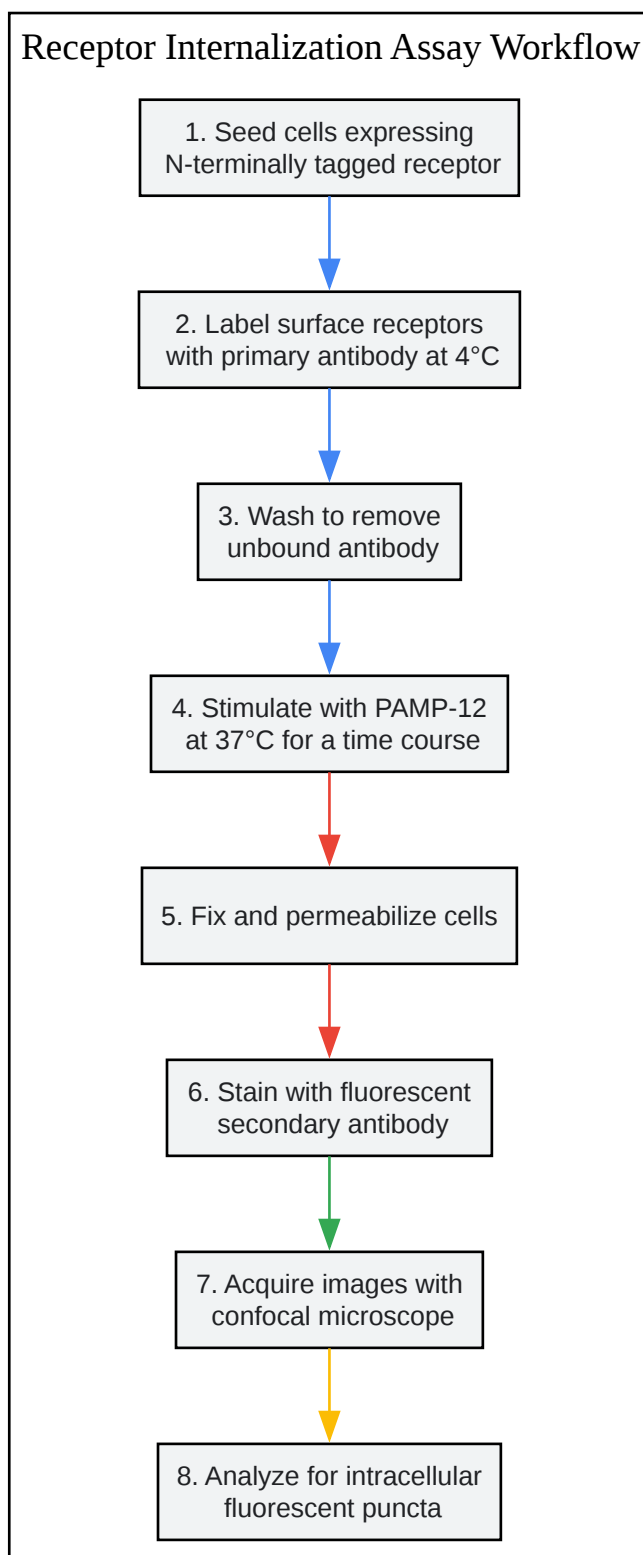 Receptor Internalization Assay Workflow
1. Seed cells expressing
N-terminally tagged receptor
2. Label surface receptors
with primary antibody at 4°C
3. Wash to remove
unbound antibody
4. Stimulate with PAMP-12
at 37°C for a time course
5. Fix and permeabilize cells
6. Stain with fluorescent
secondary antibody
7. Acquire images with
confocal microscope
8. Analyze for intracellular
fluorescent puncta